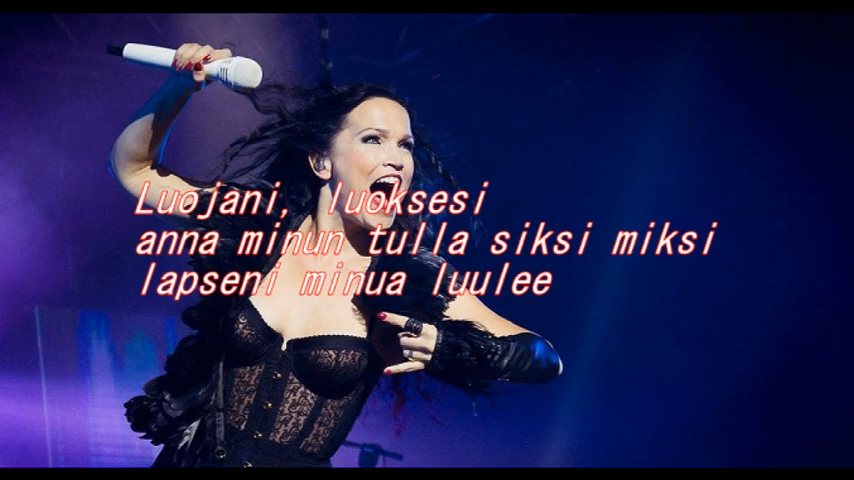 Luojani, luoksesi
anna minun tulla siksi miksi
lapseni minua luulee